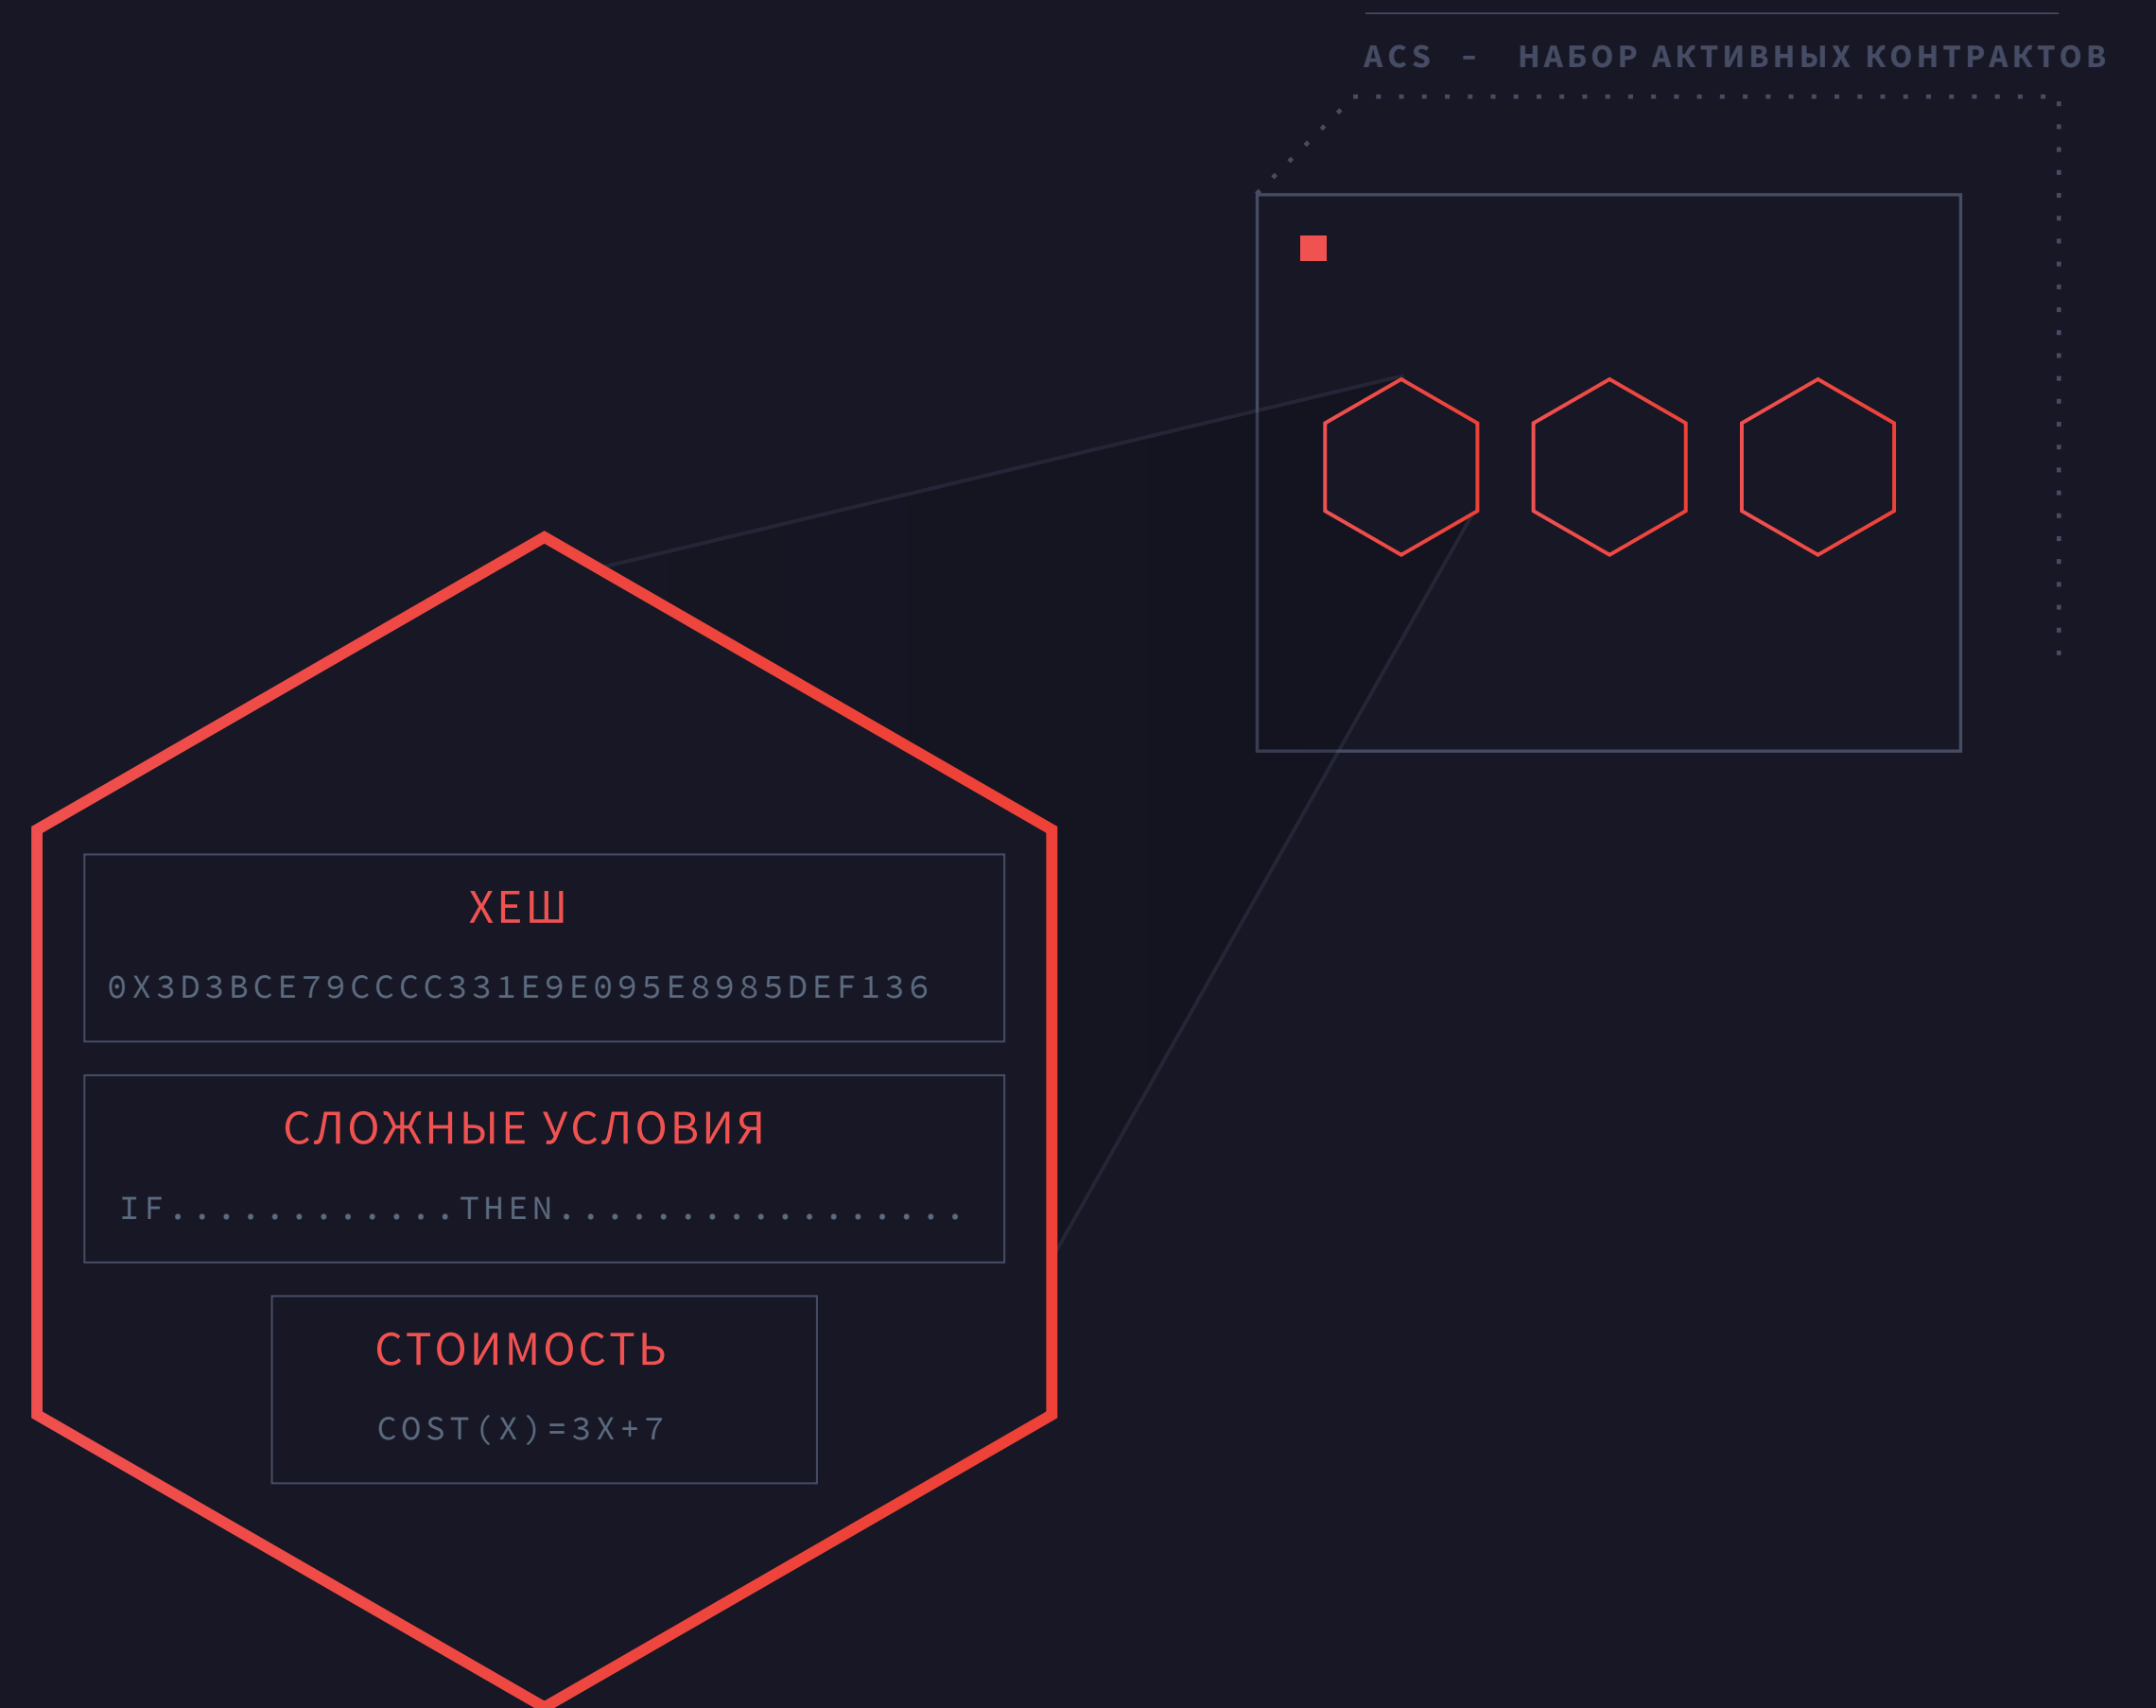 ACS – НАБОР АКТИВНЫХ КОНТРАКТОВ
ХЕШ
0X3D3BCE79CCCC331E9E095E8985DEF136
СЛОЖНЫЕ УСЛОВИЯ
IF............THEN.................
СТОИМОСТЬ
COST(X)=3X+7